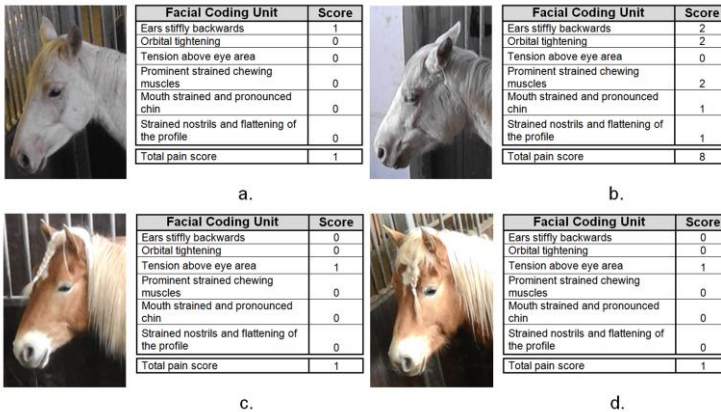 Facial Coding Unit Score
Ears stiffly backwards 1
Orbital tightening 0
Tension above eye area 0
Prominent strained chewing
muscles 0
Mouth strained and pronounced
chin 0
Strained nostrils and flattening of
the profile 0
Total pain score 1
a.
Facial Coding Unit Score
Ears stiffly backwards 2
Orbital tightening 2
Tension above eye area 0
Prominent strained chewing
muscles 2
Mouth strained and pronounced
chin 1
Strained nostrils and flattening of
the profile 1
Total pain score 8
b.
Facial Coding Unit Score
Ears stiffly backwards 0
Orbital tightening 0
Tension above eye area 1
Prominent strained chewing
muscles 0
Mouth strained and pronounced
chin 0
Strained nostrils and flattening of
the profile 0
Total pain score 1
c.
Facial Coding Unit Score
Ears stiffly backwards 0
Orbital tightening 0
Tension above eye area 1
Prominent strained chewing
muscles 0
Mouth strained and pronounced
chin 0
Strained nostrils and flattening of
the profile 0
Total pain score 1
d.